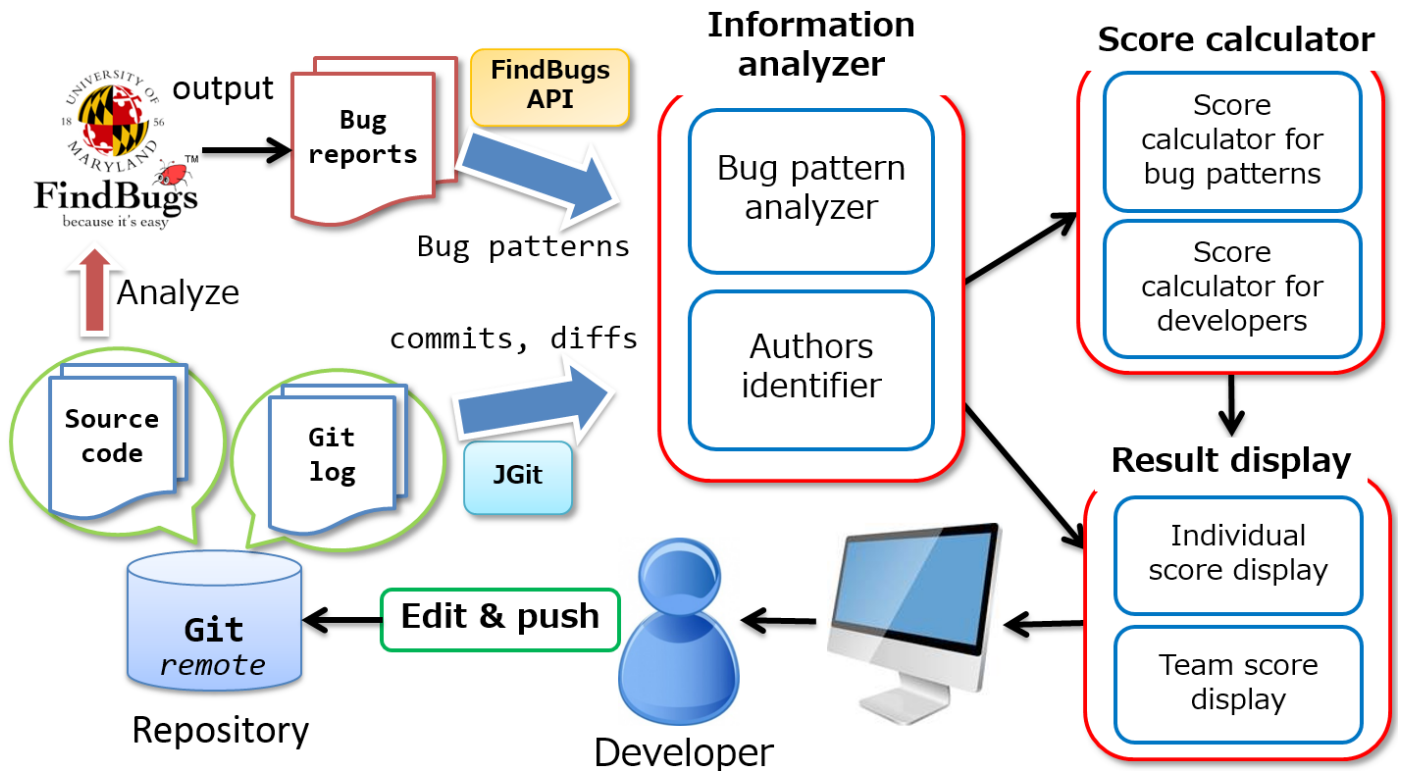 UNIVERSITY OF
18 56
MARYLAND
FindBugs
TM
because it's easy
output
Bug
reports
FindBugs
API
Bug patterns
Analyze
commits, diffs
JGit
Source
code
Git
log
Git
remote
Repository
Edit & push
Developer
Information
analyzer
Bug pattern
analyzer
Authors
identifier
Score calculator
Score
calculator for
bug patterns
Score
calculator for
developers
Result display
Individual
score display
Team score
display